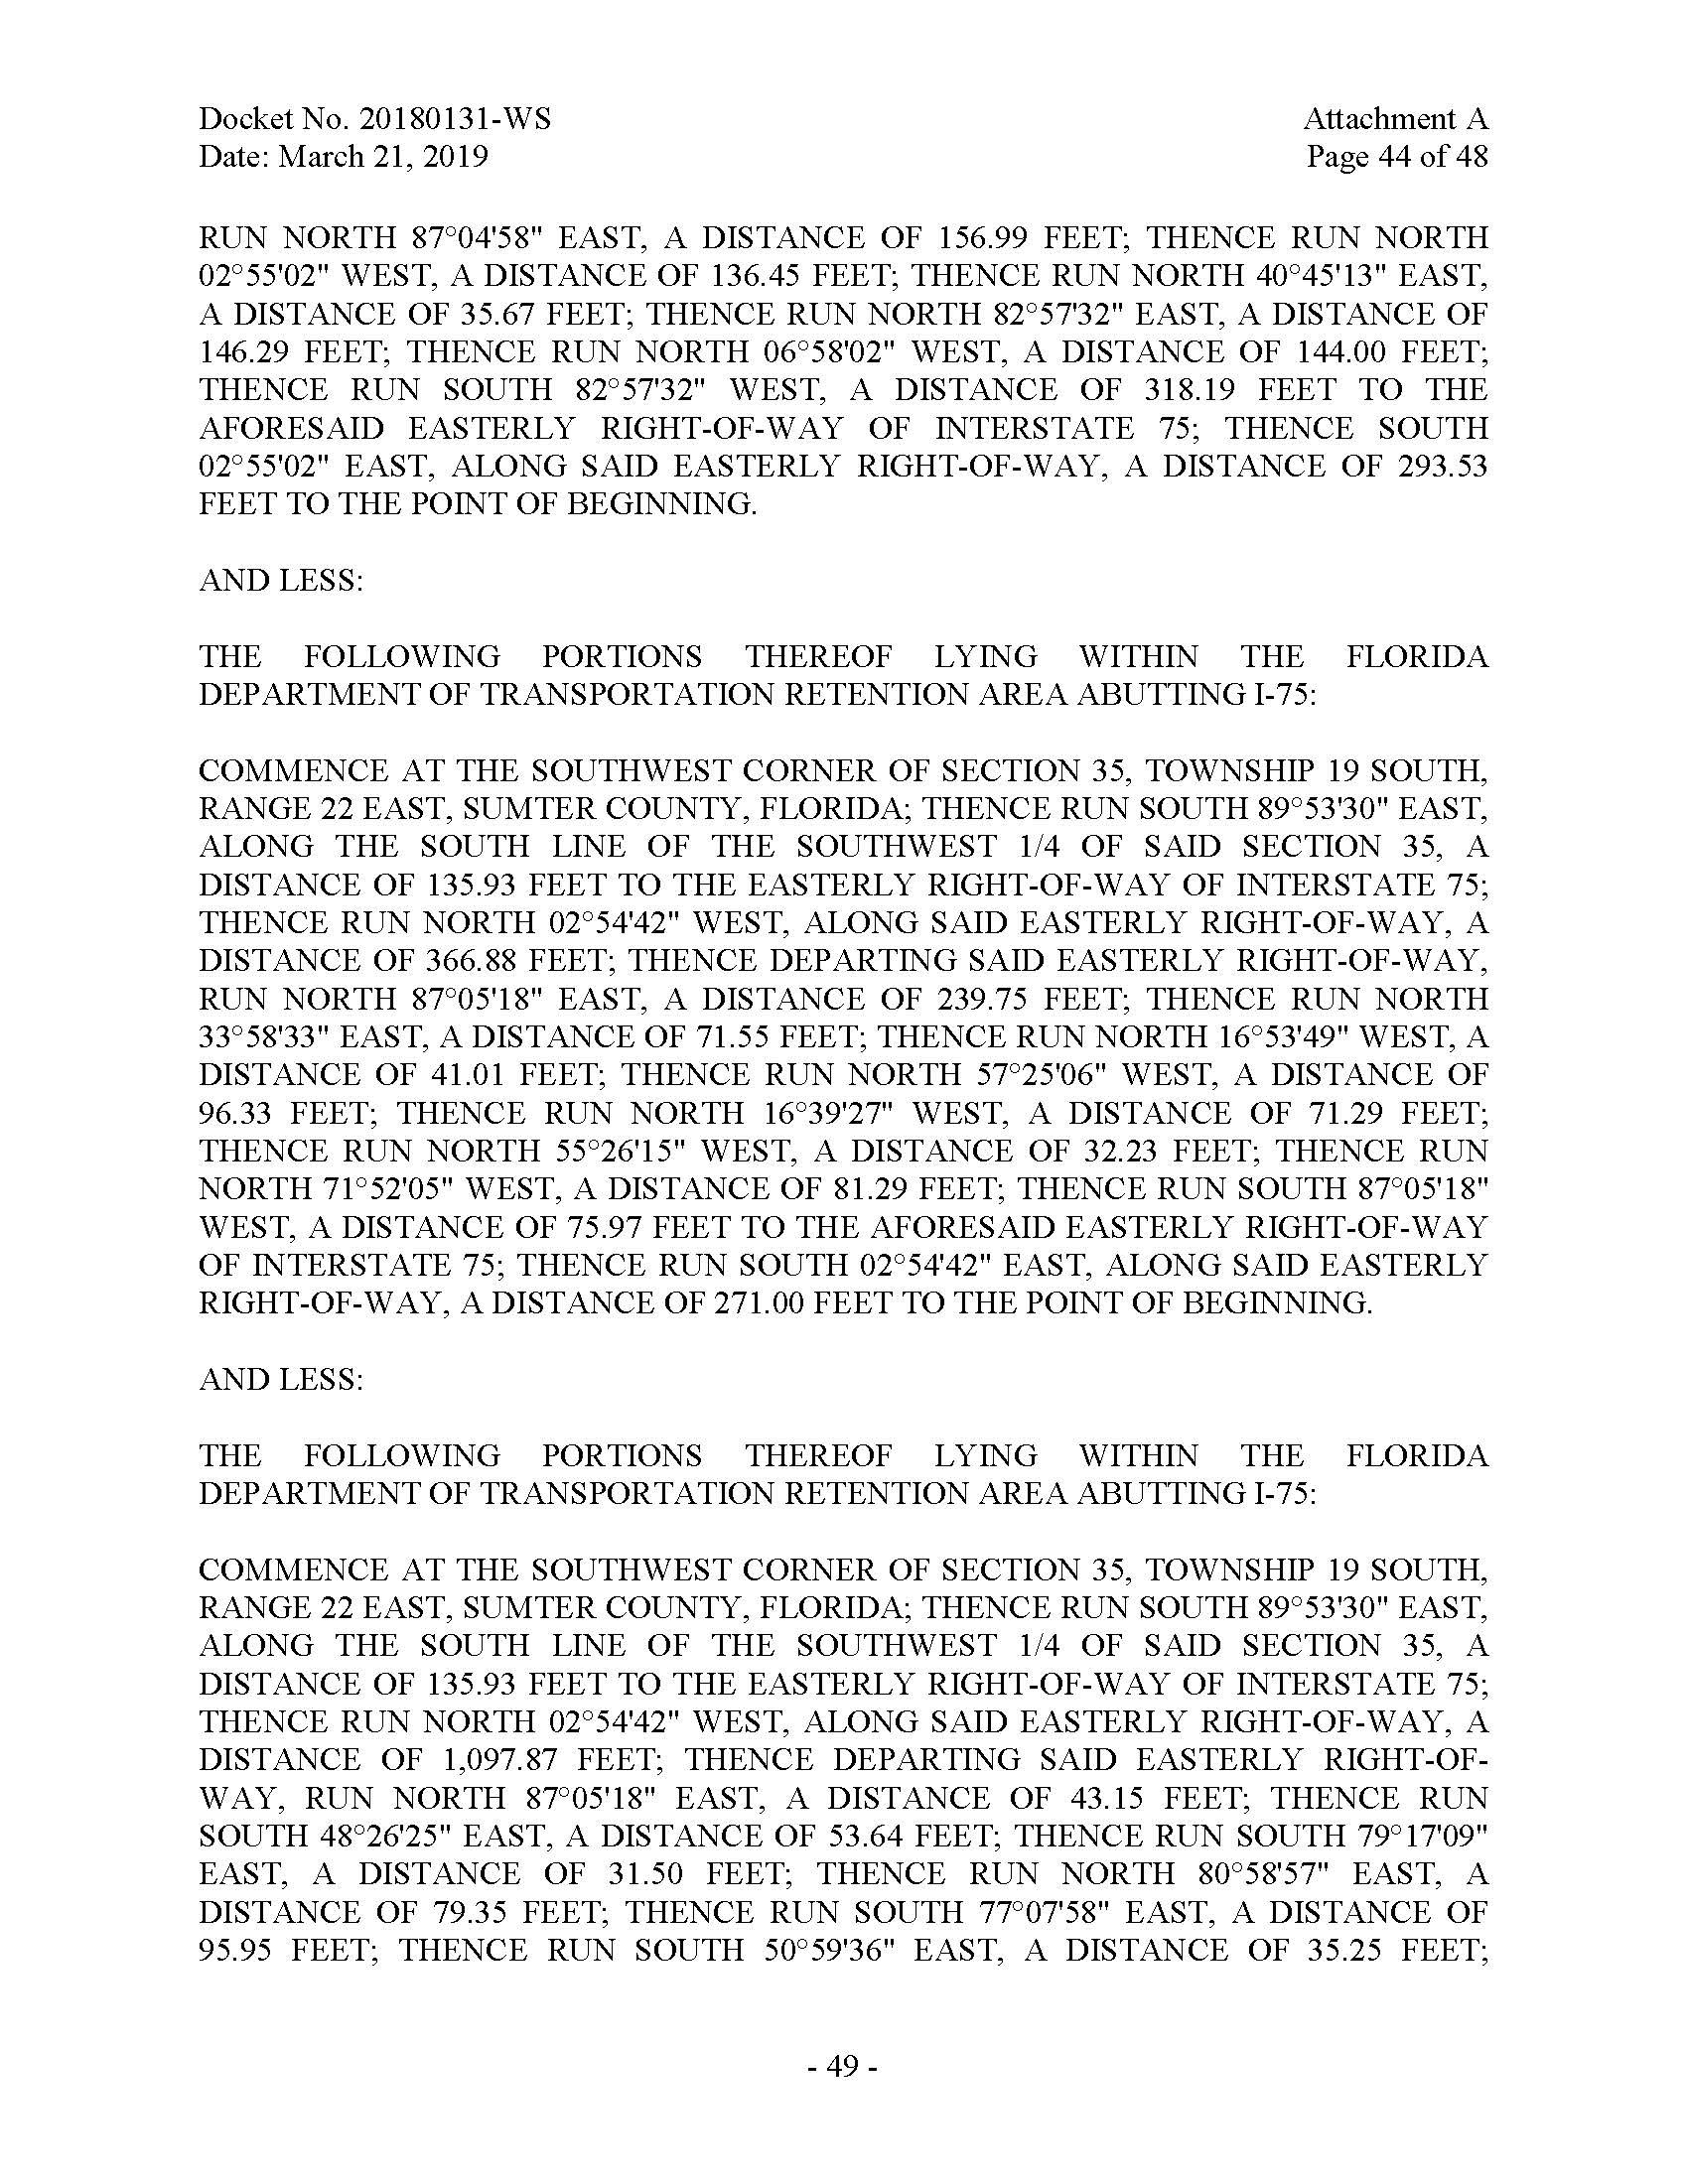 Docket No. 20180131-WS Attachment A
Date: March 21, 2019 Page 44 of 48
RUN NORTH 87°04'58" EAST, A DISTANCE OF 156.99 FEET; THENCE RUN NORTH
02°55'02" WEST, A DISTANCE OF 136.45 FEET; THENCE RUN NORTH 40°45'13" EAST,
A DISTANCE OF 35.67 FEET; THENCE RUN NORTH 82°57'32" EAST, A DISTANCE OF
146.29 FEET; THENCE RUN NORTH 06°58'02" WEST, A DISTANCE OF 144.00 FEET;
THENCE RUN SOUTH 82°57'32" WEST, A DISTANCE OF 318.19 FEET TO THE
AFORESAID EASTERLY RIGHT-OF-WAY OF INTERSTATE 75; THENCE SOUTH
02°55'02" EAST, ALONG SAID EASTERLY RIGHT-OF-WAY, A DISTANCE OF 293.53
FEET TO THE POINT OF BEGINNING.
AND LESS:
THE FOLLOWING PORTIONS THEREOF LYING WITHIN THE FLORIDA
DEPARTMENT OF TRANSPORTATION RETENTION AREA ABUTTING I-75:
COMMENCE AT THE SOUTHWEST CORNER OF SECTION 35, TOWNSHIP 19 SOUTH,
RANGE 22 EAST, SUMTER COUNTY, FLORIDA; THENCE RUN SOUTH 89°53'30" EAST,
ALONG THE SOUTH LINE OF THE SOUTHWEST 1/4 OF SAID SECTION 35, A
DISTANCE OF 135.93 FEET TO THE EASTERLY RIGHT-OF-WAY OF INTERSTATE 75;
THENCE RUN NORTH 02°54'42" WEST, ALONG SAID EASTERLY RIGHT-OF-WAY, A
DISTANCE OF 366.88 FEET; THENCE DEPARTING SAID EASTERLY RIGHT-OF-WAY,
RUN NORTH 87°05'18" EAST, A DISTANCE OF 239.75 FEET; THENCE RUN NORTH
33°58'33" EAST, A DISTANCE OF 71.55 FEET; THENCE RUN NORTH 16°53'49" WEST, A
DISTANCE OF 41.01 FEET; THENCE RUN NORTH 57°25'06" WEST, A DISTANCE OF
96.33 FEET; THENCE RUN NORTH 16°39'27" WEST, A DISTANCE OF 71.29 FEET;
THENCE RUN NORTH 55°26'15" WEST, A DISTANCE OF 32.23 FEET; THENCE RUN
NORTH 71°52'05" WEST, A DISTANCE OF 81.29 FEET; THENCE RUN SOUTH 87°05'18"
WEST, A DISTANCE OF 75.97 FEET TO THE AFORESAID EASTERLY RIGHT-OF-WAY
OF INTERSTATE 75; THENCE RUN SOUTH 02°54'42" EAST, ALONG SAID EASTERLY
RIGHT-OF-WAY, A DISTANCE OF 271.00 FEET TO THE POINT OF BEGINNING.
AND LESS:
THE FOLLOWING PORTIONS THEREOF LYING WITHIN THE FLORIDA
DEPARTMENT OF TRANSPORTATION RETENTION AREA ABUTTING I-75:
COMMENCE AT THE SOUTHWEST CORNER OF SECTION 35, TOWNSHIP 19 SOUTH,
RANGE 22 EAST, SUMTER COUNTY, FLORIDA; THENCE RUN SOUTH 89°53'30" EAST,
ALONG THE SOUTH LINE OF THE SOUTHWEST 1/4 OF SAID SECTION 35, A
DISTANCE OF 135.93 FEET TO THE EASTERLY RIGHT-OF-WAY OF INTERSTATE 75;
THENCE RUN NORTH 02°54'42" WEST, ALONG SAID EASTERLY RIGHT-OF-WAY, A
DISTANCE OF 1,097.87 FEET; THENCE DEPARTING SAID EASTERLY RIGHT-OF-
WAY, RUN NORTH 87°05'18" EAST, A DISTANCE OF 43.15 FEET; THENCE RUN
SOUTH 48°26'25" EAST, A DISTANCE OF 53.64 FEET; THENCE RUN SOUTH 79°17'09"
EAST, A DISTANCE OF 31.50 FEET; THENCE RUN NORTH 80°58'57" EAST, A
DISTANCE OF 79.35 FEET; THENCE RUN SOUTH 77°07'58" EAST, A DISTANCE OF
95.95 FEET; THENCE RUN SOUTH 50°59'36" EAST, A DISTANCE OF 35.25 FEET;
- 49 -